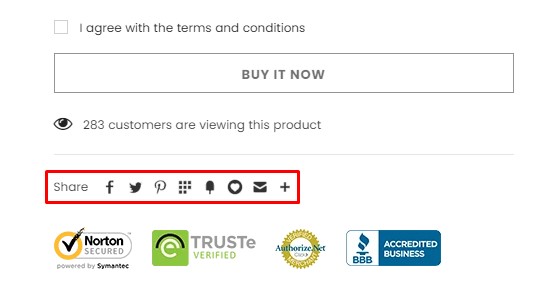 I agree with the terms and conditions
BUY IT NOW
283 customers are viewing this product
Share
Norton
SECURED
powered by Symantec
TRUSTe
VERIFIED
Authorize.Net
Click
BBB
ACCREDITED
BUSINESS